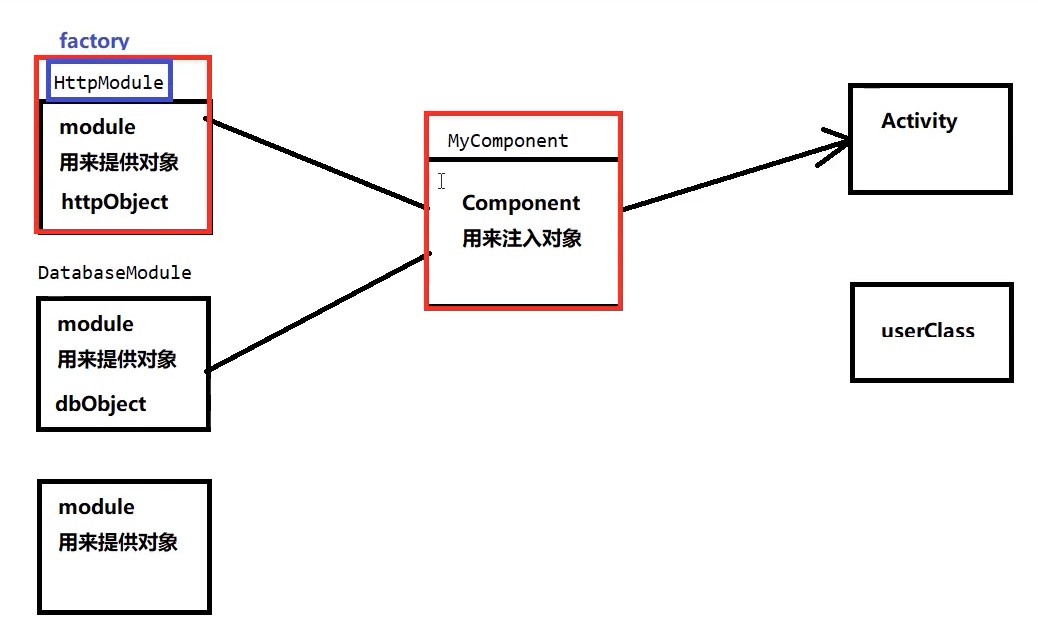 factory
HttpModule
module
用来提供对象
httpObject
DatabaseModule
module
用来提供对象
dbObject
module
用来提供对象
MyComponent
Component
用来注入对象
Activity
userClass